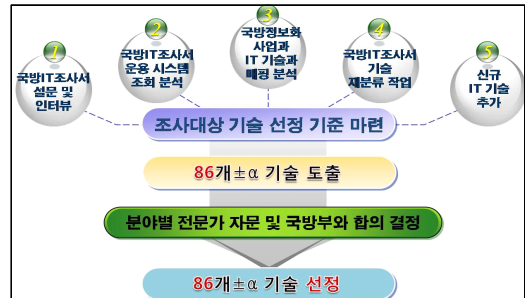 1
국방IT조사서
설문 및
인터뷰
2
국방IT조사서
운용 시스템
조회 분석
3
국방정보화
사업과
IT 기술과
매핑 분석
4
국방IT조사서
기술
재분류 작업
5
신규
IT 기술
추가
조사대상 기술 선정 기준 마련
86개±α 기술 도출
분야별 전문가 자문 및 국방부와 합의 결정
86개±α 기술 선정